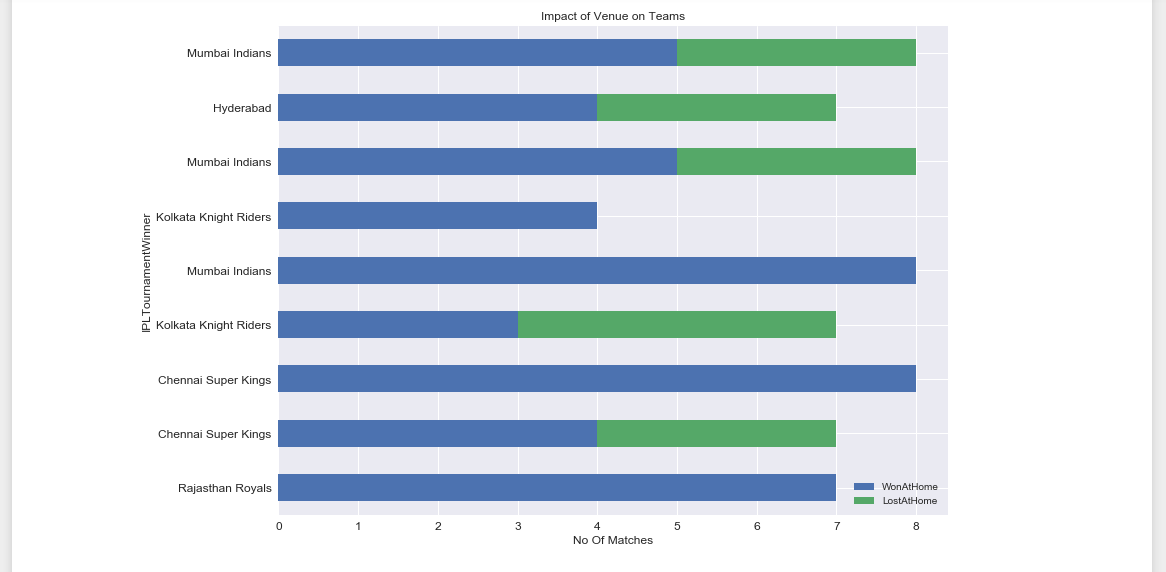 Impact of Venue on Teams
Mumbai Indians
Hyderabad
Mumbai Indians
Kolkata Knight Riders
Mumbai Indians
Kolkata Knight Riders
Chennai Super Kings
Chennai Super Kings
Rajasthan Royals
IPLTournamentWinner
WonAtHome
LostAtHome
0 1 2 3 4 5 6 7 8
No Of Matches